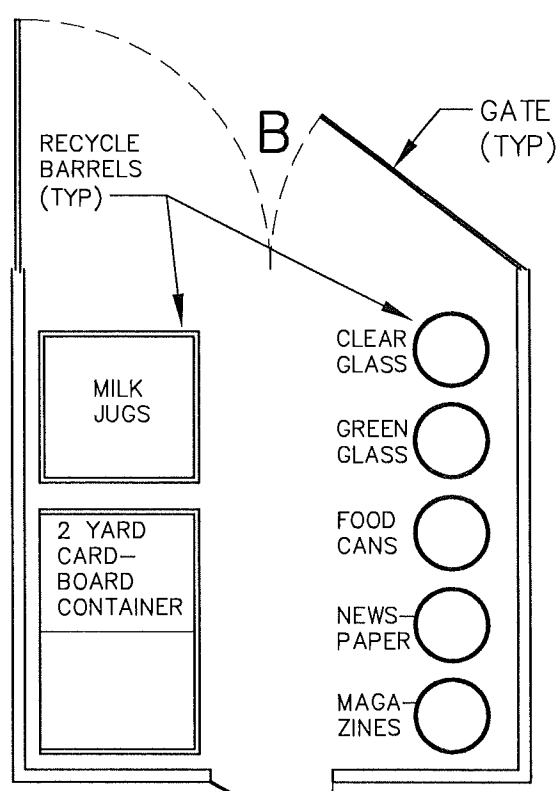 B
GATE
(TYP)
RECYCLE
BARRELS
(TYP)
CLEAR
GLASS
MILK
JUGS
GREEN
GLASS
2 YARD
CARD-
BOARD
CONTAINER
FOOD
CANS
NEWS-
PAPER
MAGA-
ZINES